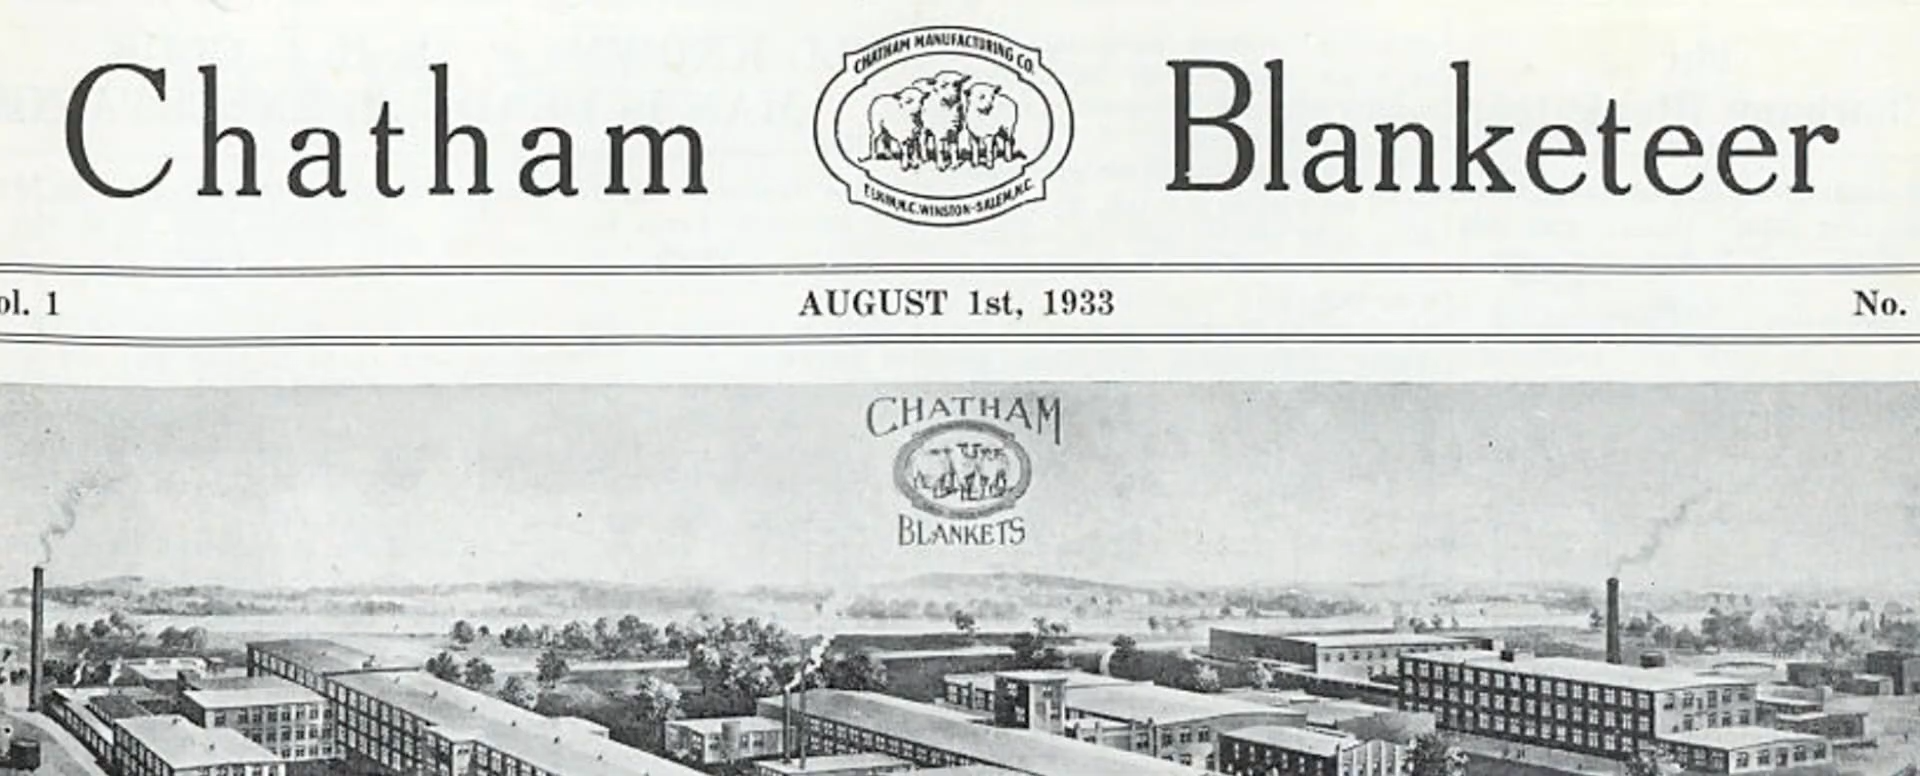 Chatham Blanketeer
CHATHAM MANUFACTURING CO.
ELKIN, N.C. WINSTON-SALEM, N.C.
ol. 1 AUGUST 1st, 1933 No.
CHATHAM
BLANKETS